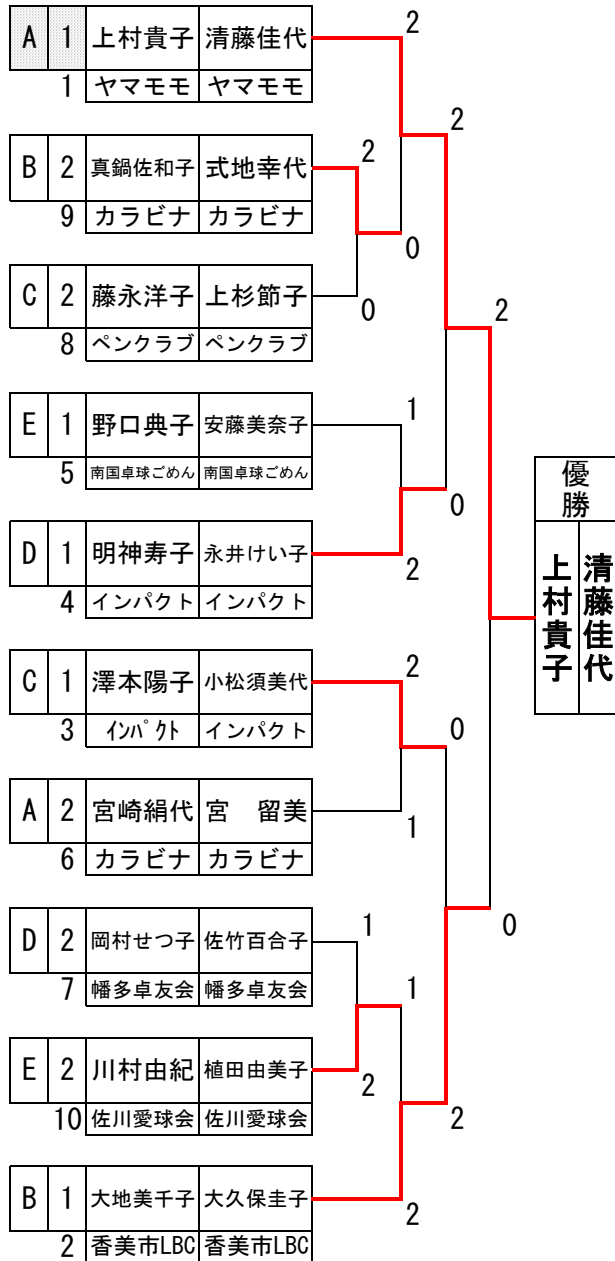 A 1 上村貴子 清藤佳代 2
1 ヤマモモ ヤマモモ
2
B 2 真鍋佐和子 式地幸代 2
9 カラビナ カラビナ
0
C 2 藤永洋子 上杉節子 0
8 ペンクラブ ペンクラブ
2
E 1 野口典子 安藤美奈子 1
5 南国卓球ごめん 南国卓球ごめん
0
D 1 明神寿子 永井けい子 2
4 インパクト インパクト
優勝
上村貴子
清藤佳代
C 1 澤本陽子 小松須美代 2
3 インパクト インパクト
0
A 2 宮崎絹代 宮 留美 1
6 カラビナ カラビナ
0
D 2 岡村せつ子 佐竹百合子 1
7 幡多卓友会 幡多卓友会
1
E 2 川村由紀 植田由美子 2
10 佐川愛球会 佐川愛球会
2
B 1 大地美千子 大久保圭子 2
2 香美市LBC 香美市LBC